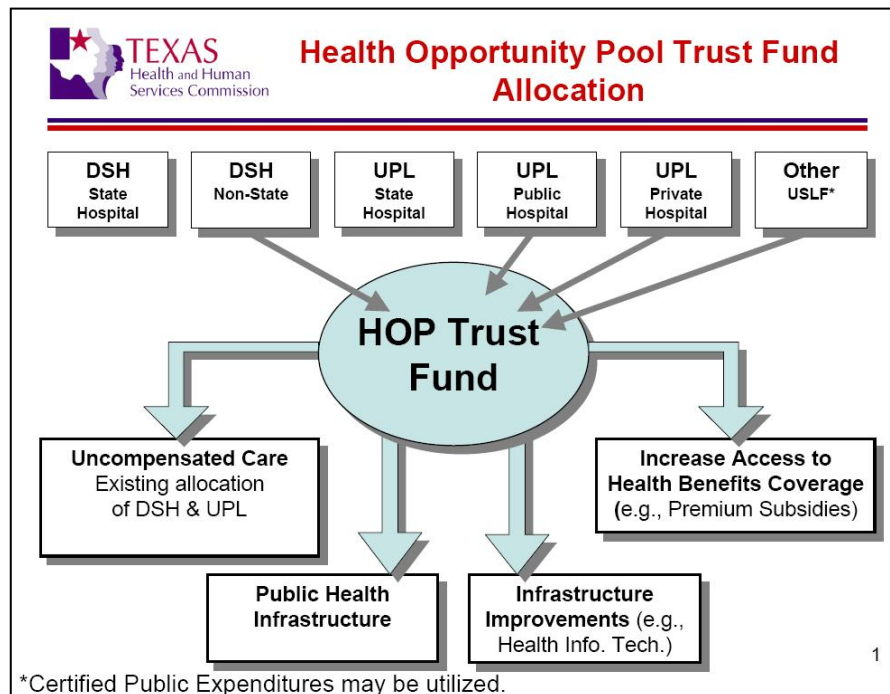 TEXAS
Health and Human
Services Commission
Health Opportunity Pool Trust Fund
Allocation
DSH
State
Hospital
DSH
Non-State
UPL
State
Hospital
UPL
Public
Hospital
UPL
Private
Hospital
Other
USLF*
HOP Trust
Fund
Uncompensated Care
Existing allocation
of DSH & UPL
Increase Access to
Health Benefits Coverage
(e.g., Premium Subsidies)
Public Health
Infrastructure
Infrastructure
Improvements (e.g.,
Health Info. Tech.)
1
*Certified Public Expenditures may be utilized.